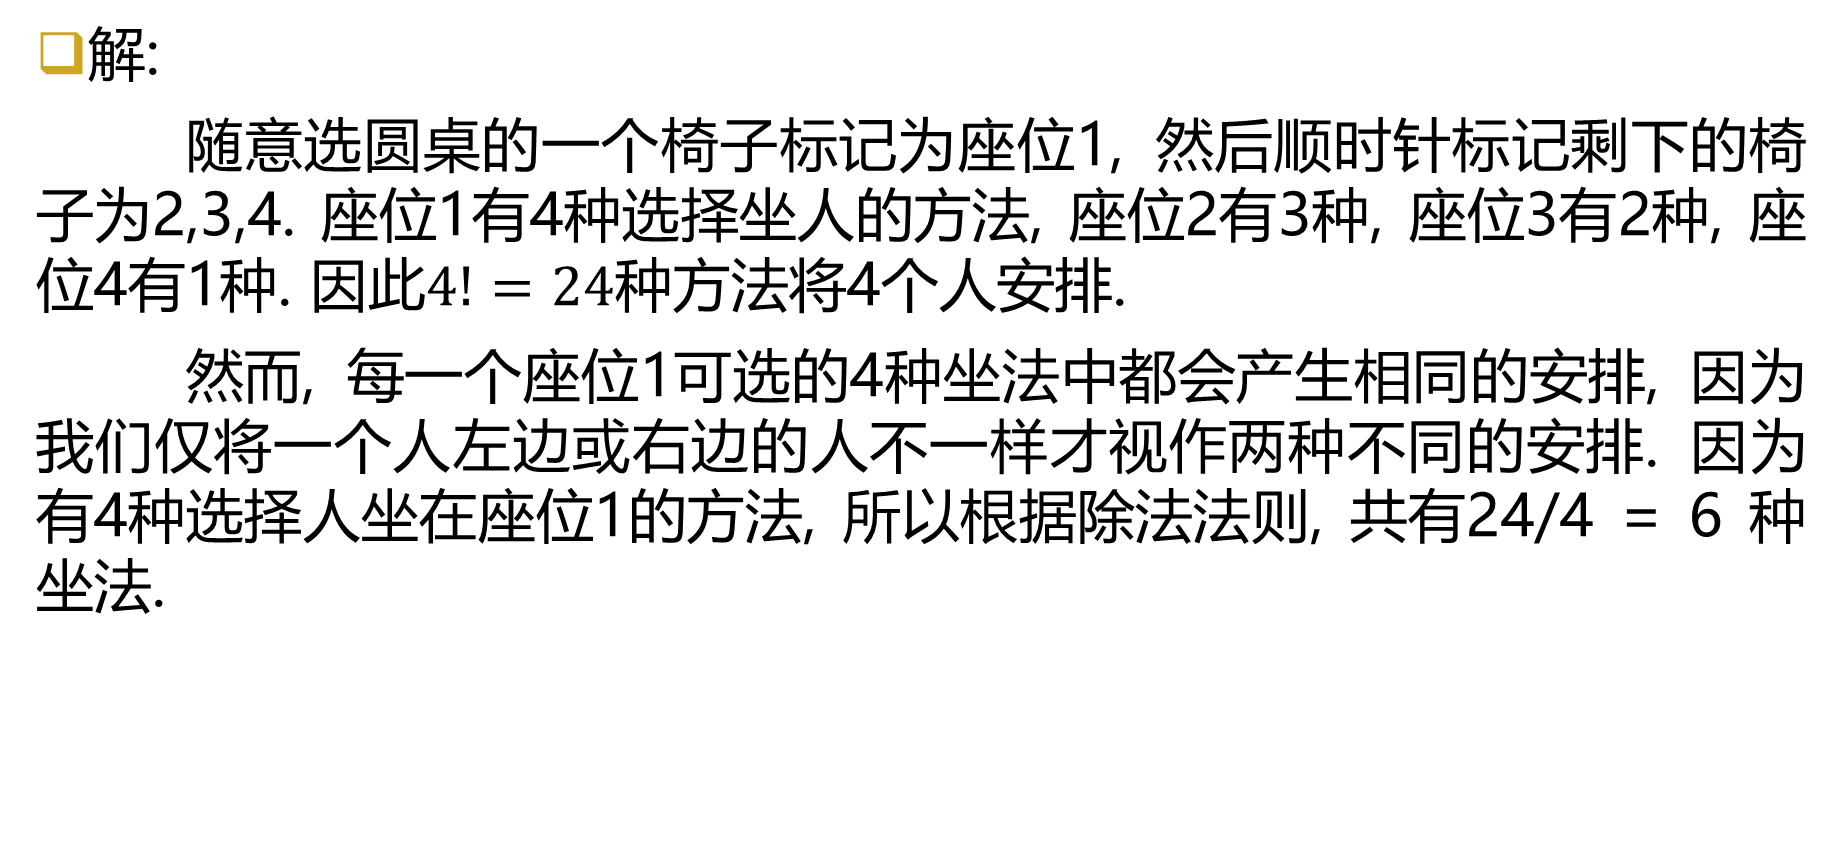 解:
随意选圆桌的一个椅子标记为座位1, 然后顺时针标记剩下的椅
子为2,3,4. 座位1有4种选择坐人的方法, 座位2有3种, 座位3有2种, 座
位4有1种. 因此4! = 24种方法将4个人安排.
然而, 每一个座位1可选的4种坐法中都会产生相同的安排, 因为
我们仅将一个人左边或右边的人不一样才视作两种不同的安排. 因为
有4种选择人坐在座位1的方法, 所以根据除法法则, 共有24/4 = 6 种
坐法.